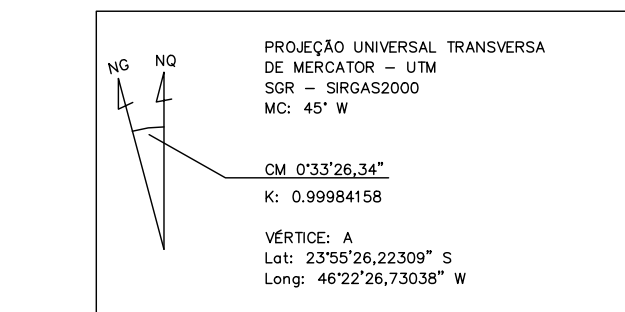 NG NQ
PROJEÇÃO UNIVERSAL TRANSVERSA
DE MERCATOR – UTM
SGR – SIRGAS2000
MC: 45° W
CM 0°33'26,34"
K: 0.99984158
VÉRTICE: A
Lat: 23°55'26,22309" S
Long: 46°22'26,73038" W